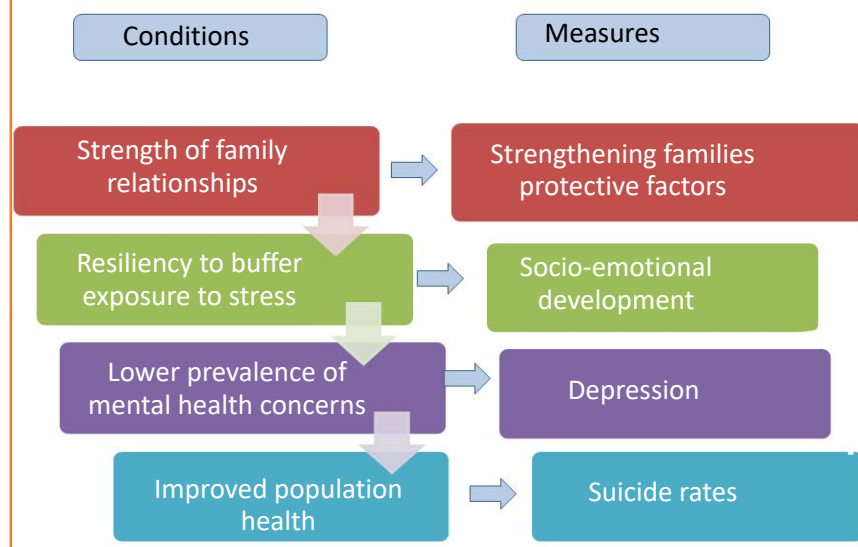 Conditions
Measures
Strength of family
relationships
Strengthening families
protective factors
Resiliency to buffer
exposure to stress
Socio-emotional
development
Lower prevalence of
mental health concerns
Depression
Improved population
health
Suicide rates